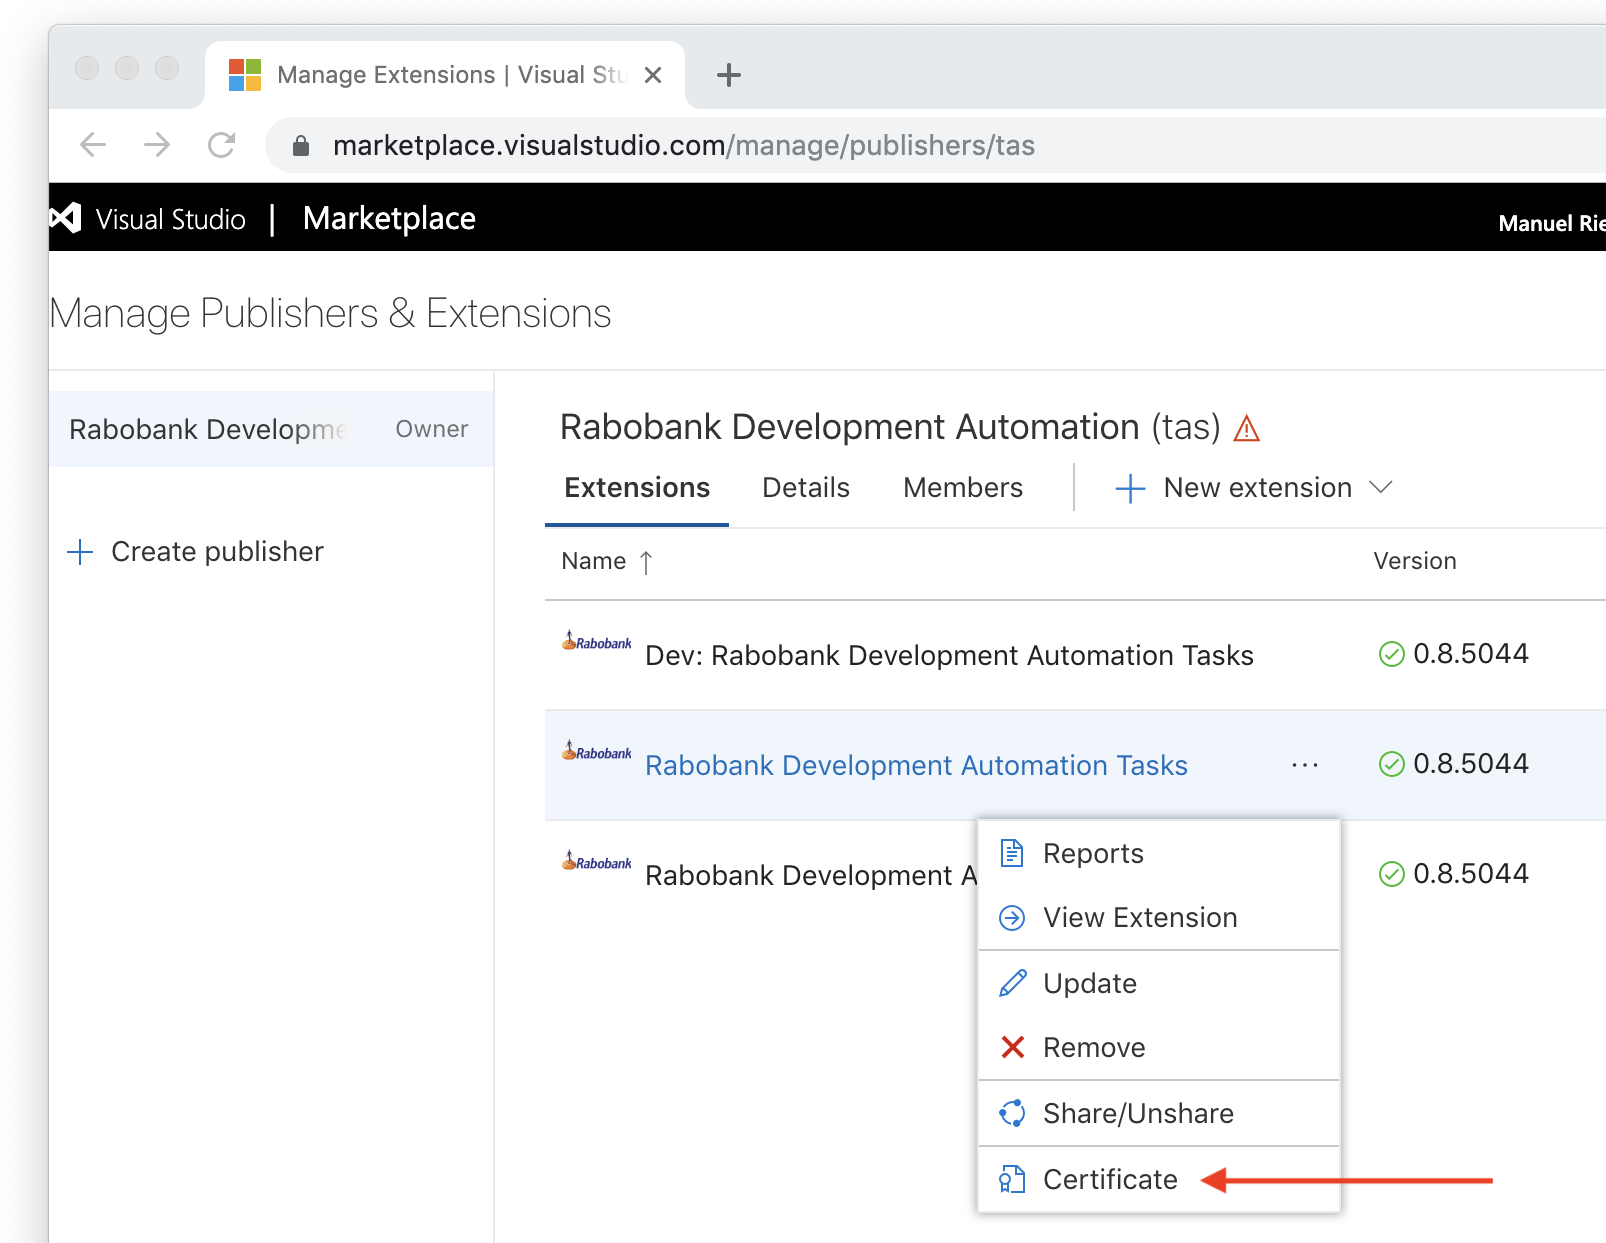 Manage Extensions | Visual Stu
marketplace.visualstudio.com/manage/publishers/tas
Visual Studio | Marketplace
Manuel Rie
Manage Publishers & Extensions
Rabobank Developme
Owner
Create publisher
Rabobank Development Automation (tas)
Extensions
Details
Members
New extension
Name ↑
Version
Rabobank
Dev: Rabobank Development Automation Tasks
0.8.5044
Rabobank
Rabobank Development Automation Tasks
...
0.8.5044
Rabobank
Rabobank Development A
0.8.5044
Reports
View Extension
Update
Remove
Share/Unshare
Certificate